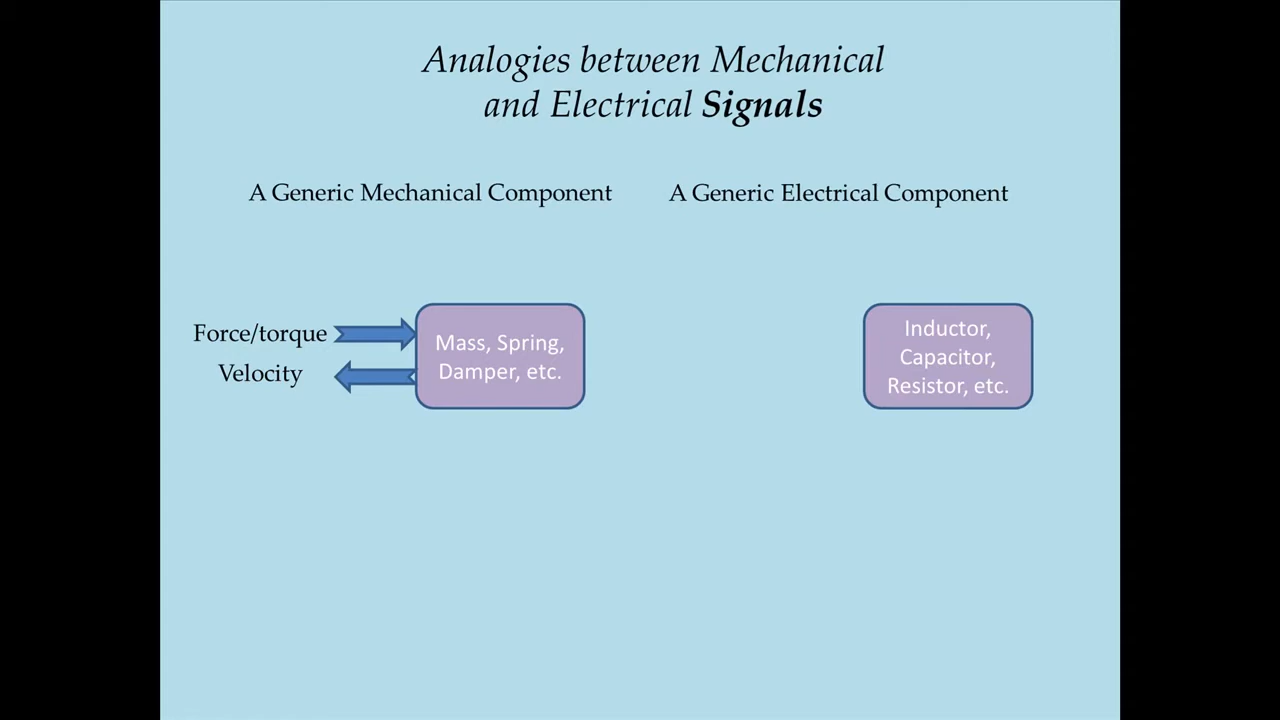 Analogies between Mechanical
and Electrical Signals
A Generic Mechanical Component
A Generic Electrical Component
Force/torque
Velocity
Mass, Spring,
Damper, etc.
Inductor,
Capacitor,
Resistor, etc.